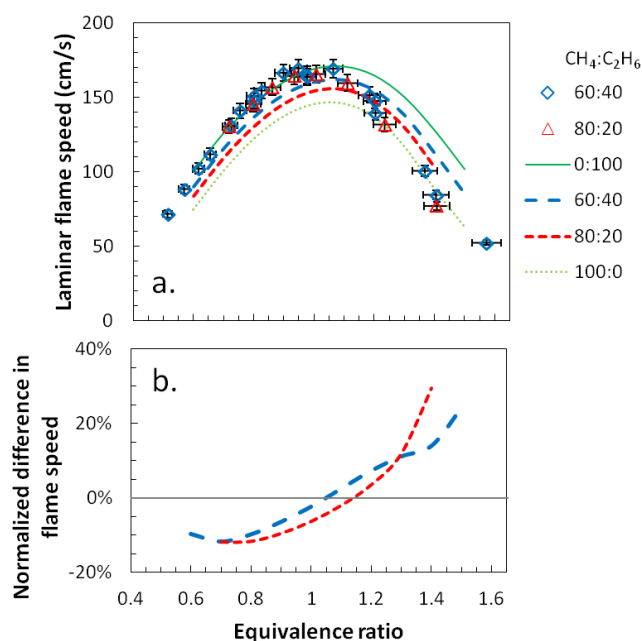 200
150
100
50
0
Laminar flame speed (cm/s)
a.
CH₄:C₂H₆
60:40
80:20
0:100
60:40
80:20
100:0
40%
20%
0%
-20%
Normalized difference in
flame speed
b.
0.4 0.6 0.8 1 1.2 1.4 1.6
Equivalence ratio